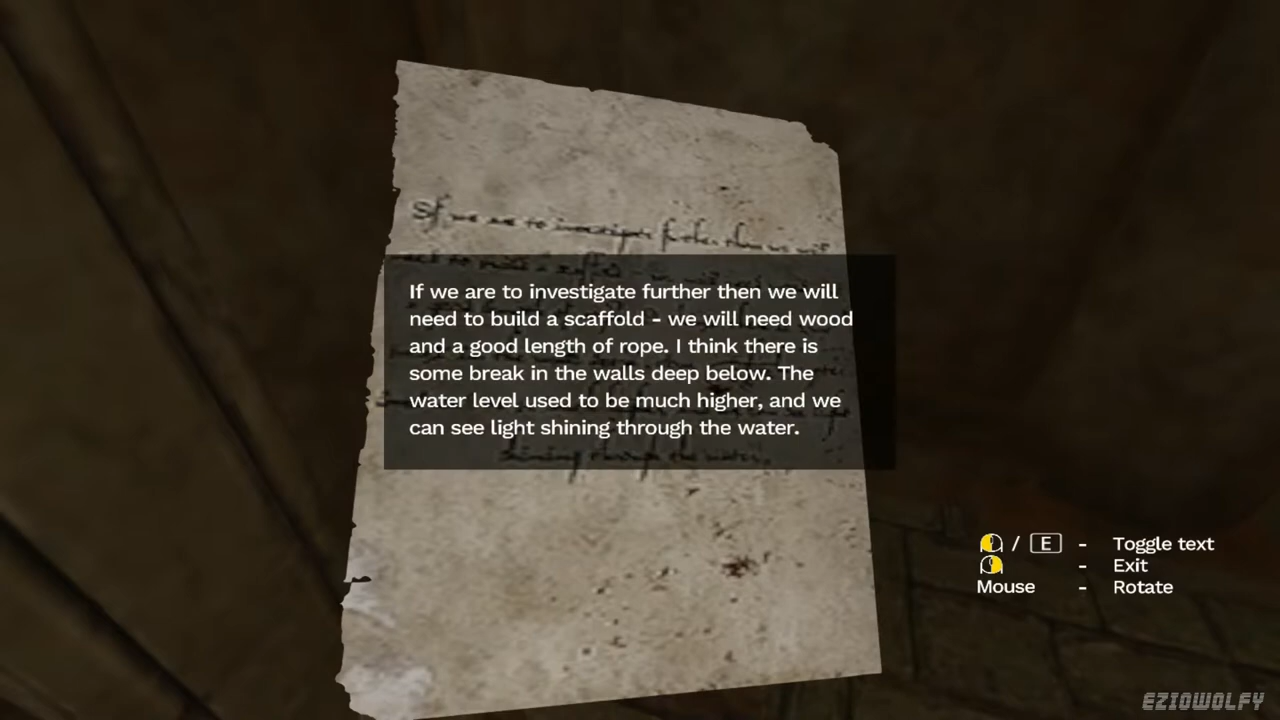 If we are to investigate further then we will
need to build a scaffold - we will need wood
and a good length of rope. I think there is
some break in the walls deep below. The
water level used to be much higher, and we
can see light shining through the water.
/ E - Toggle text
- Exit
Mouse - Rotate
EZIOWOLFY